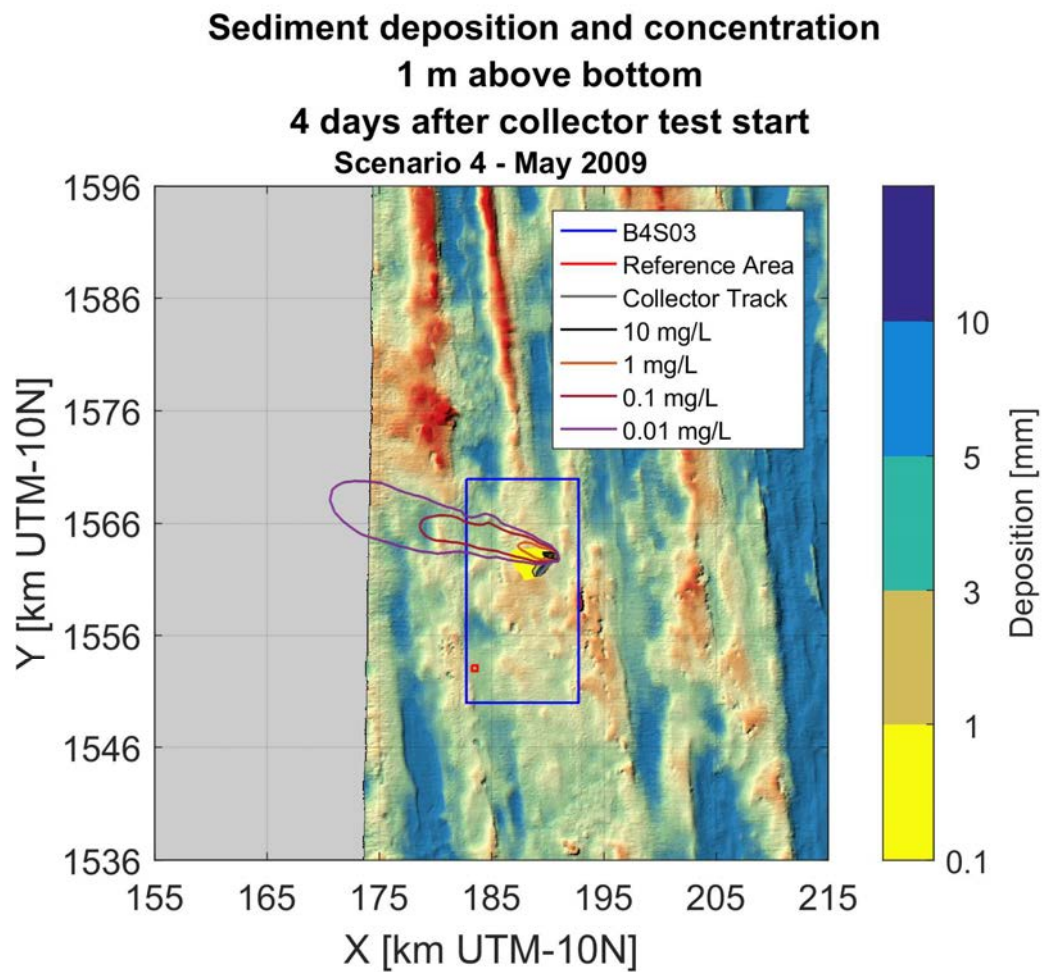 Sediment deposition and concentration
1 m above bottom
4 days after collector test start
Scenario 4 - May 2009
1596
1586
1576
1566
1556
1546
1536
Y [km UTM-10N]
155
165
175
185
195
205
215
X [km UTM-10N]
B4S03
Reference Area
Collector Track
10 mg/L
1 mg/L
0.1 mg/L
0.01 mg/L
10
5
3
1
0.1
Deposition [mm]